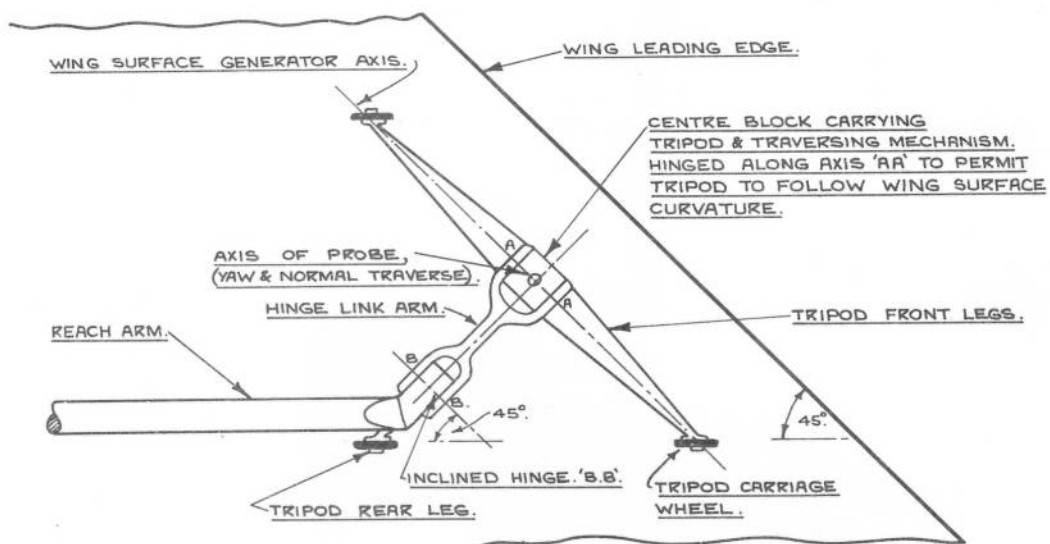 WING LEADING EDGE.
WING SURFACE GENERATOR AXIS.
CENTRE BLOCK CARRYING
TRIPOD & TRAVERSING MECHANISM.
HINGED ALONG AXIS 'AA' TO PERMIT
TRIPOD TO FOLLOW WING SURFACE
CURVATURE.
A
AXIS OF PROBE,
(YAW & NORMAL TRAVERSE).
A
HINGE LINK ARM.
TRIPOD FRONT LEGS.
REACH ARM.
B
B.
45°.
45°
INCLINED HINGE 'B.B'.
TRIPOD CARRIAGE
WHEEL.
TRIPOD REAR LEG.